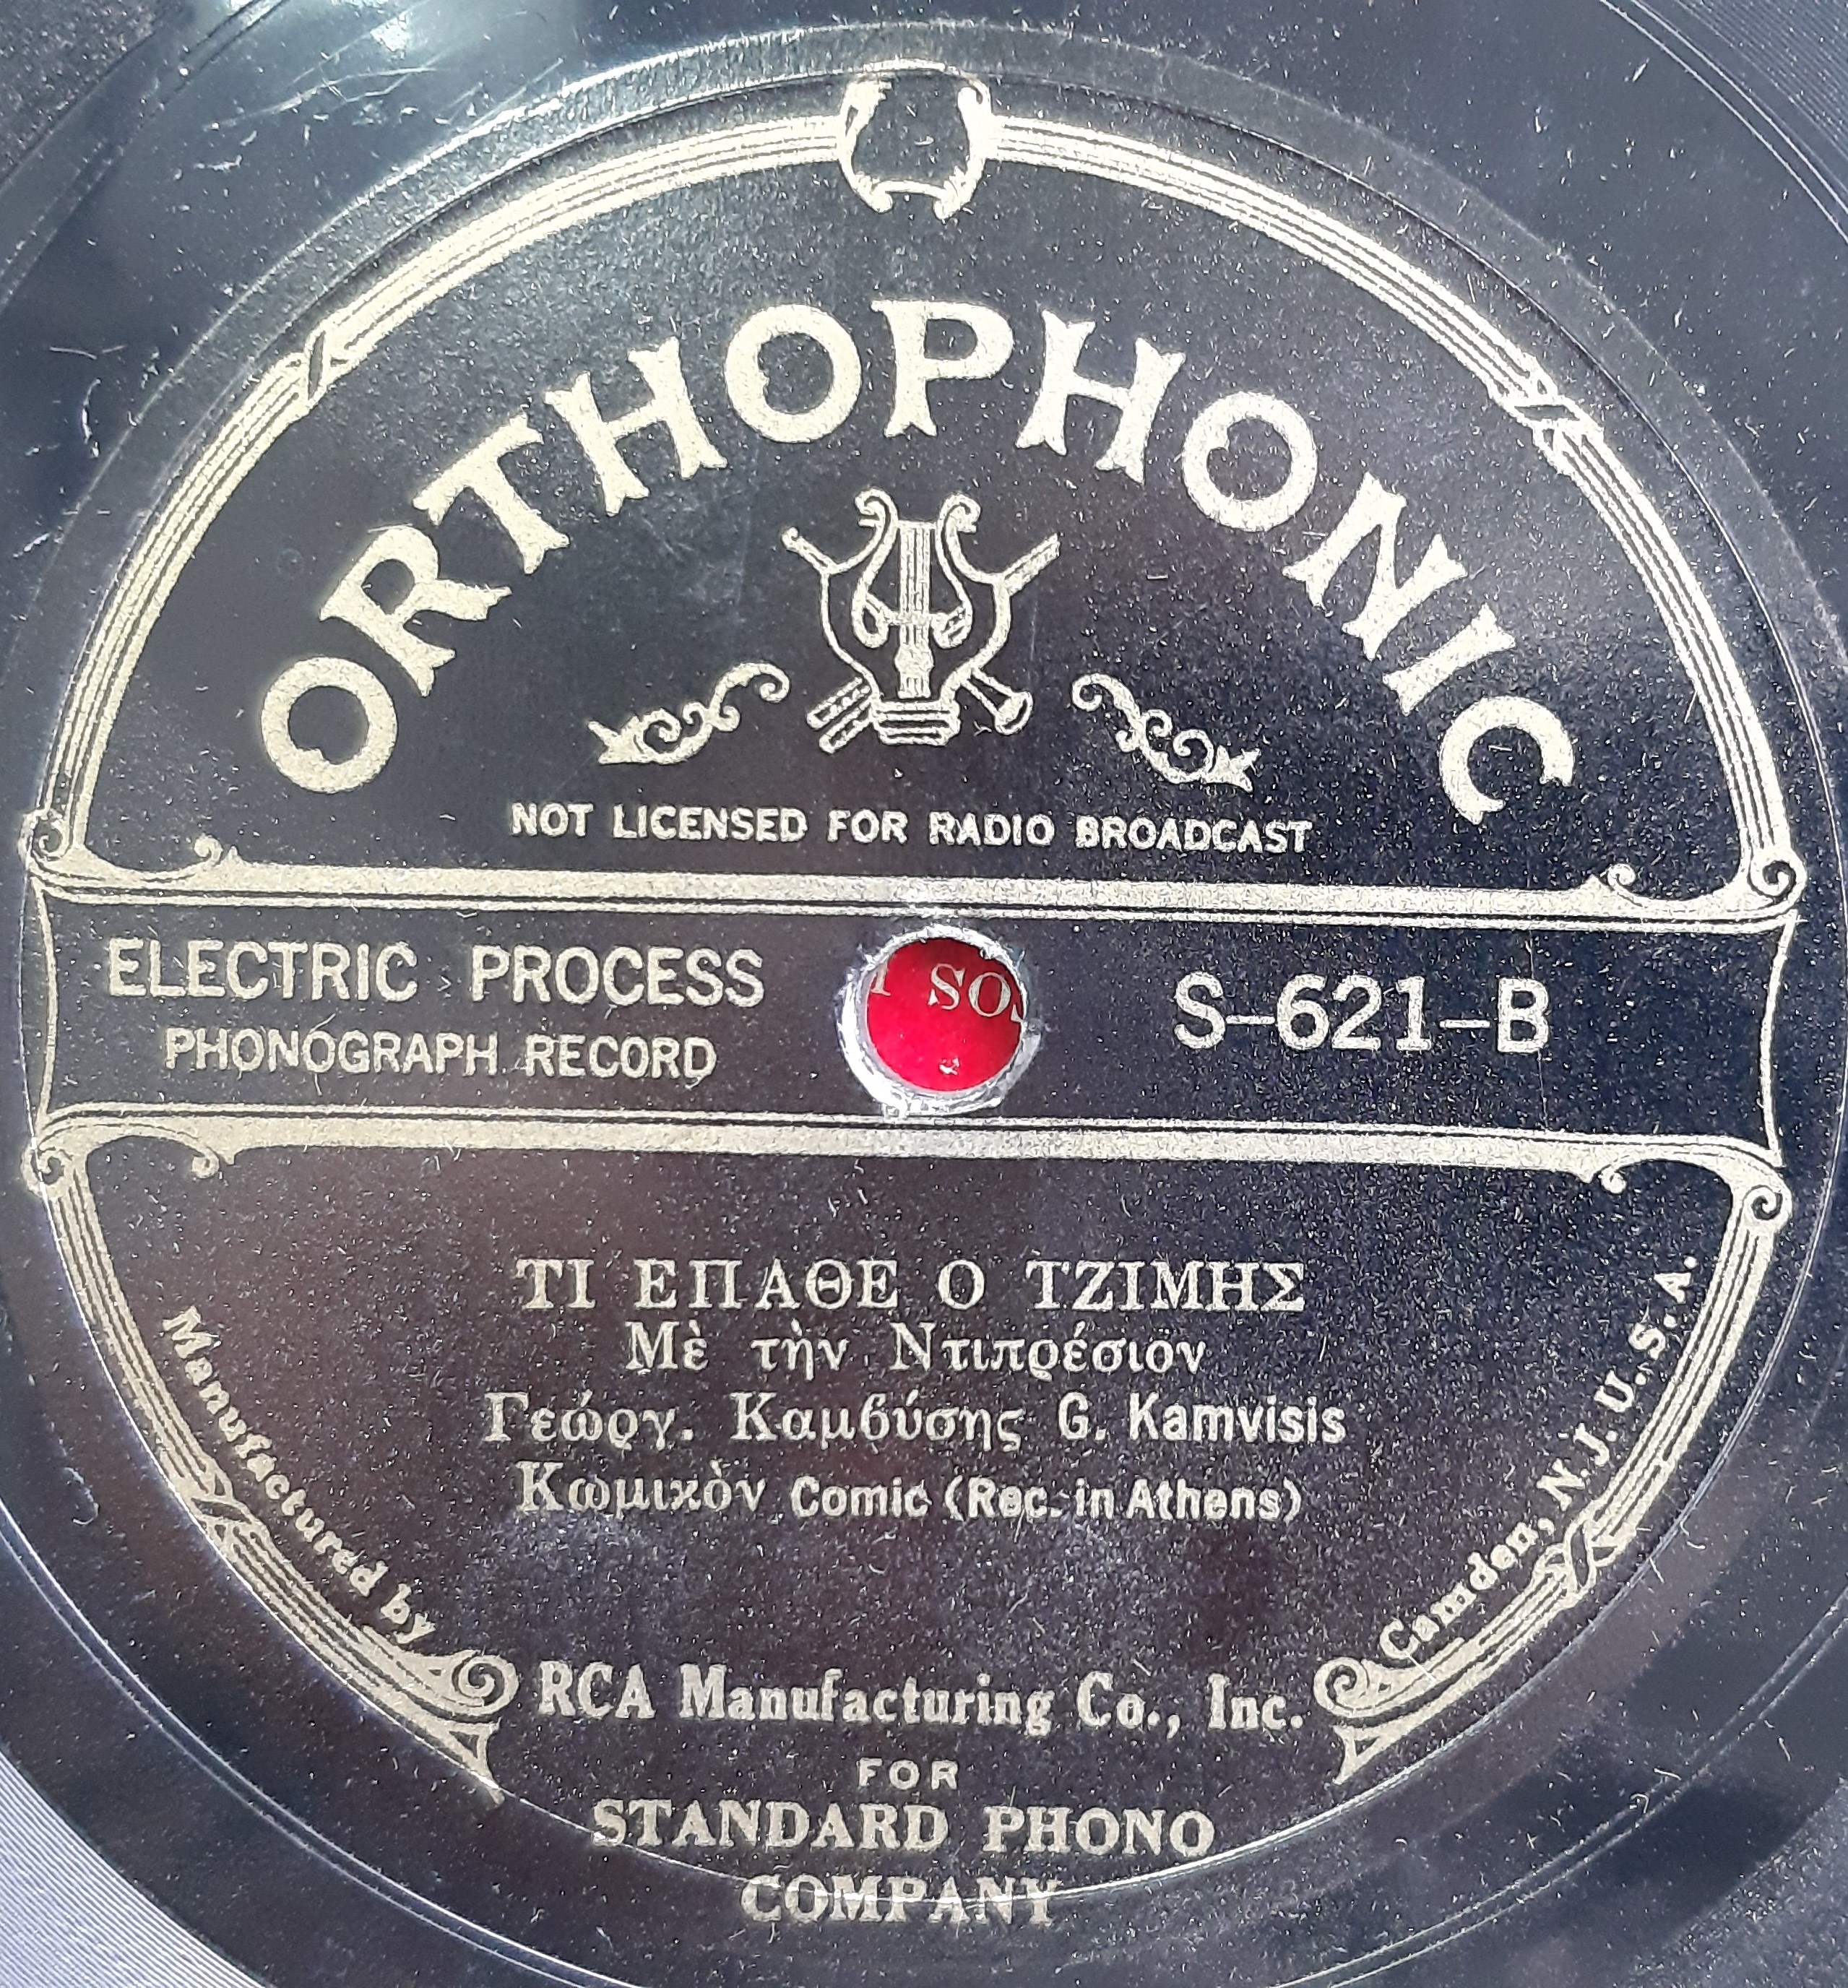 ORTHOPHONIC
NOT LICENSED FOR RADIO BROADCAST
ELECTRIC PROCESS
PHONOGRAPH RECORD
SOS
S-621-B
ΤΙ ΕΠΑΘΕ Ο ΤΖΙΜΗΣ
Μὲ τὴν Ντιπρέσιον
Γεώργ. Καμβύσης G. Kamvisis
Κωμικὸν Comic (Rec. in Athens)
Manufactured by
RCA Manufacturing Co., Inc.
Camden, N.J. U.S.A.
FOR
STANDARD PHONO
COMPANY